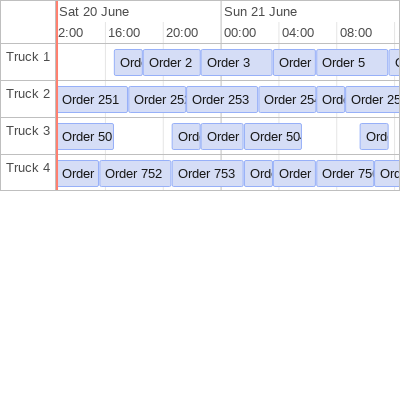 Sat 20 June Sun 21 June
2:00 16:00 20:00 00:00 04:00 08:00
Truck 1 Ord Order 2 Order 3 Order Order 5
Truck 2 Order 251 Order 25 Order 253 Order 25 Ord Order 25
Truck 3 Order 50 Ord Order Order 50 Ord
Truck 4 Order Order 752 Order 753 Ord Order Order 75 Ord